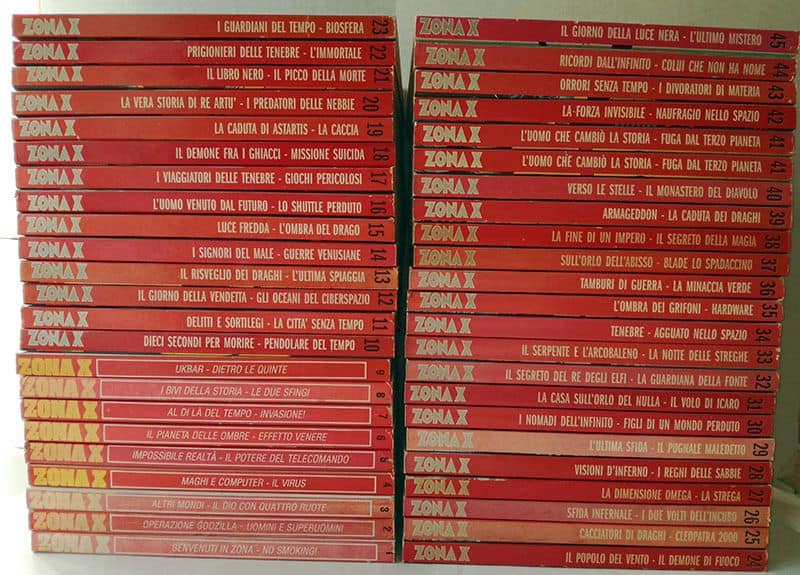 ZONA X I GUARDIANI DEL TEMPO - BIOSFERA 23
ZONA X PRIGIONIERI DELLE TENEBRE - L'IMMORTALE 22
ZONA X IL LIBRO NERO - IL PICCO DELLA MORTE 21
ZONA X LA VERA STORIA DI RE ARTU' - I PREDATORI DELLE NEBBIE 20
ZONA X LA CADUTA DI ASTARTIS - LA CACCIA 19
ZONA X IL DEMONE FRA I GHIACCI - MISSIONE SUICIDA 18
ZONA X I VIAGGIATORI DELLE TENEBRE - GIOCHI PERICOLOSI 17
ZONA X L'UOMO VENUTO DAL FUTURO - LO SHUTTLE PERDUTO 16
ZONA X LUCE FREDDA - L'OMBRA DEL DRAGO 15
ZONA X I SIGNORI DEL MALE - GUERRE VENUSIANE 14
ZONA X IL RISVEGLIO DEI DRAGHI - L'ULTIMA SPIAGGIA 13
ZONA X IL GIORNO DELLA VENDETTA - GLI OCEANI DEL CIBERSPAZIO 12
ZONA X DELITTI E SORTILEGI - LA CITTA' SENZA TEMPO 11
ZONA X DIECI SECONDI PER MORIRE - PENDOLARE DEL TEMPO 10
ZONA X UKBAR - DIETRO LE QUINTE 9
ZONA X I BIVI DELLA STORIA - LE DUE SFINGI 8
ZONA X AL DI LÀ DEL TEMPO - INVASIONE! 7
ZONA X IL PIANETA DELLE OMBRE - EFFETTO VENERE 6
ZONA X IMPOSSIBILE REALTÀ - IL POTERE DEL TELECOMANDO 5
ZONA X MAGHI E COMPUTER - IL VIRUS 4
ZONA X ALTRI MONDI - IL DIO CON QUATTRO RUOTE 3
ZONA X OPERAZIONE GODZILLA - UOMINI E SUPERUOMINI 2
ZONA X BENVENUTI IN ZONA - NO SMOKING! 1
ZONA X IL GIORNO DELLA LUCE NERA - L'ULTIMO MISTERO 45
ZONA X RICORDI DALL'INFINITO - COLUI CHE NON HA NOME 44
ZONA X ORRORI SENZA TEMPO - I DIVORATORI DI MATERIA 43
ZONA X LA FORZA INVISIBILE - NAUFRAGIO NELLO SPAZIO 42
ZONA X L'UOMO CHE CAMBIÒ LA STORIA - FUGA DAL TERZO PIANETA 41
ZONA X L'UOMO CHE CAMBIÒ LA STORIA - FUGA DAL TERZO PIANETA 41
ZONA X VERSO LE STELLE - IL MONASTERO DEL DIAVOLO 40
ZONA X ARMAGEDDON - LA CADUTA DEI DRAGHI 39
ZONA X LA FINE DI UN IMPERO - IL SEGRETO DELLA MAGIA 38
ZONA X SULL'ORLO DELL'ABISSO - BLADE LO SPADACCINO 37
ZONA X TAMBURI DI GUERRA - LA MINACCIA VERDE 36
ZONA X L'OMBRA DEI GRIFONI - HARDWARE 35
ZONA X TENEBRE - AGGUATO NELLO SPAZIO 34
ZONA X IL SERPENTE E L'ARCOBALENO - LA NOTTE DELLE STREGHE 33
ZONA X IL SEGRETO DEL RE DEGLI ELFI - LA GUARDIANA DELLA FONTE 32
ZONA X LA CASA SULL'ORLO DEL NULLA - IL VOLO DI ICARO 31
ZONA X I NOMADI DELL'INFINITO - FIGLI DI UN MONDO PERDUTO 30
ZONA X L'ULTIMA SFIDA - IL PUGNALE MALEDETTO 29
ZONA X VISIONI D'INFERNO - I REGNI DELLE SABBIE 28
ZONA X LA DIMENSIONE OMEGA - LA STREGA 27
ZONA X SFIDA INFERNALE - I DUE VOLTI DELL'INCUBO 26
ZONA X CACCIATORI DI DRAGHI - CLEOPATRA 2000 25
ZONA X IL POPOLO DEL VENTO - IL DEMONE DI FUOCO 24